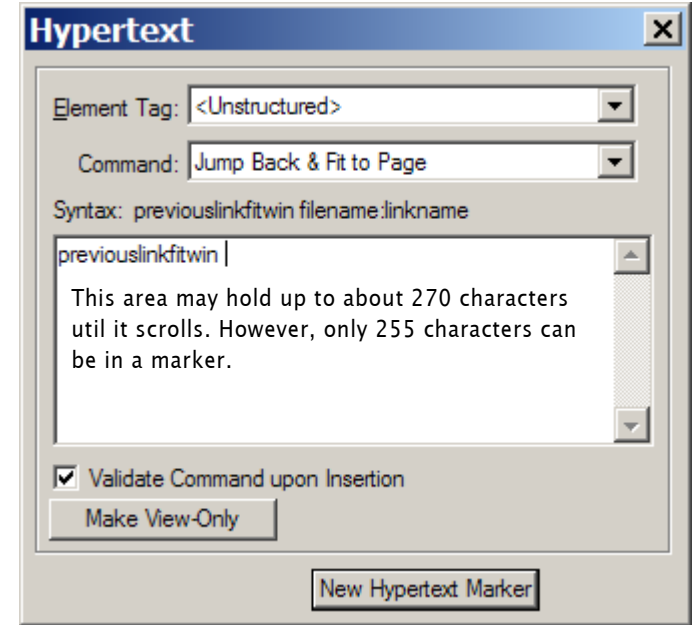 Hypertext
Element Tag: <Unstructured>
Command: Jump Back & Fit to Page
Syntax: previouslinkfitwin filename:linkname
previouslinkfitwin
This area may hold up to about 270 characters
util it scrolls. However, only 255 characters can
be in a marker.
Validate Command upon Insertion
Make View-Only
New Hypertext Marker